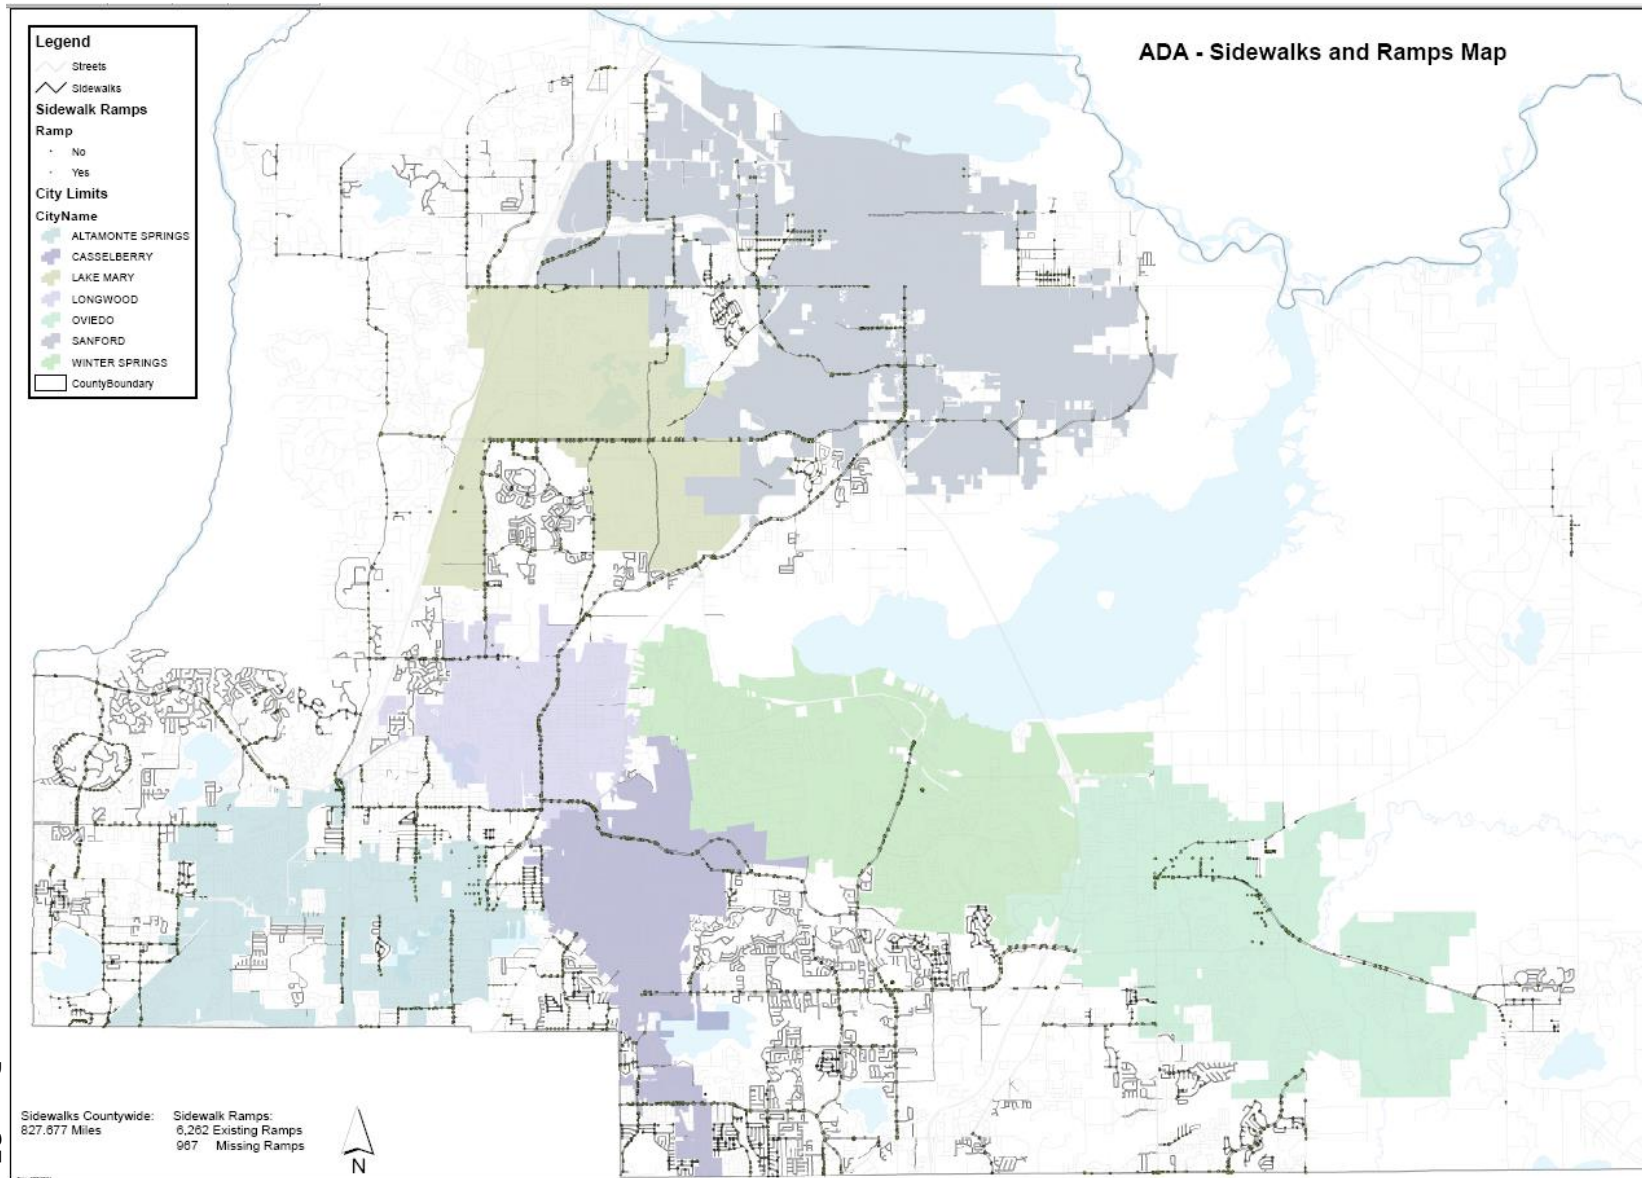 ADA - Sidewalks and Ramps Map
Legend
Streets
Sidewalks
Sidewalk Ramps
Ramp
No
Yes
City Limits
CityName
ALTAMONTE SPRINGS
CASSELBERRY
LAKE MARY
LONGWOOD
OVIEDO
SANFORD
WINTER SPRINGS
CountyBoundary
Sidewalks Countywide:
827.677 Miles
Sidewalk Ramps:
6,262 Existing Ramps
967 Missing Ramps
N